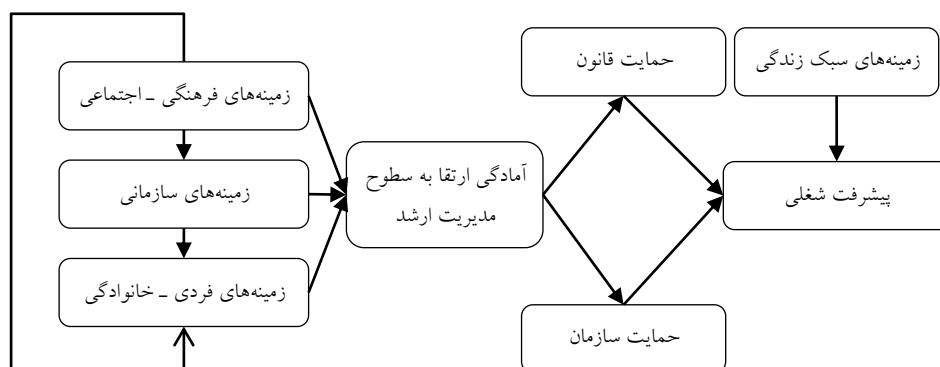 زمینه‌های سبک زندگی
حمایت قانون
زمینه‌های فرهنگی ـ اجتماعی
آمادگی ارتقا به سطوح
مدیریت ارشد
پیشرفت شغلی
زمینه‌های سازمانی
زمینه‌های فردی ـ خانوادگی
حمایت سازمان